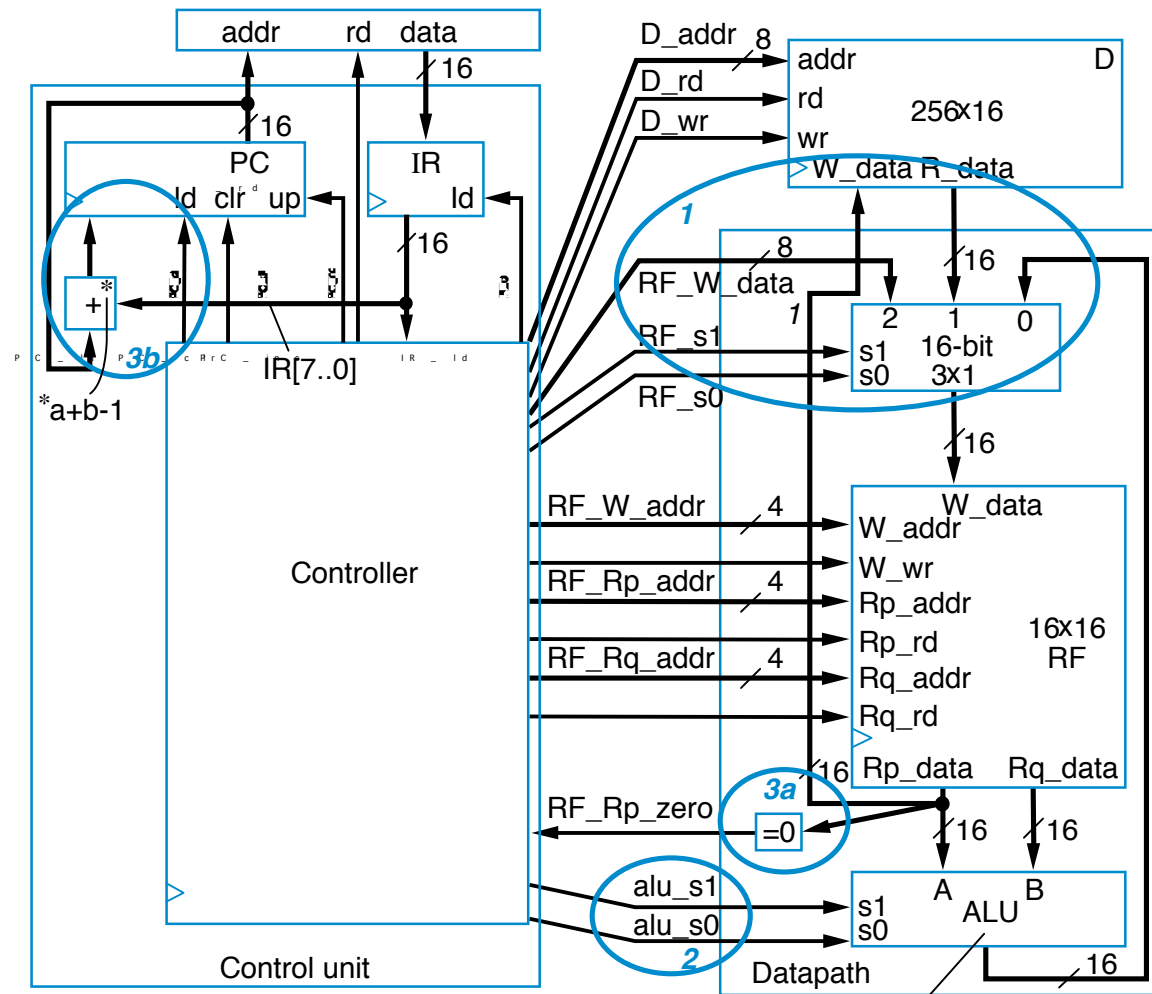 addr rd data
16
16
PC
ld clr up
IR
ld
16
+
*
3b
*a+b-1
IR[7..0]
IR_ld
Controller
Control unit
D_addr
8
D_rd
D_wr
addr
D
rd
256x16
wr
W_data R_data
1
8
16
RF_W_data
1
2 1 0
RF_s1
s1
16-bit
RF_s0
s0
3x1
16
W_data
RF_W_addr
4
W_addr
W_wr
RF_Rp_addr
4
Rp_addr
16x16
Rp_rd
RF
RF_Rq_addr
4
Rq_addr
Rq_rd
16
Rp_data
Rq_data
3a
RF_Rp_zero
=0
16
16
alu_s1
A
B
s1
ALU
alu_s0
s0
2
Datapath
16